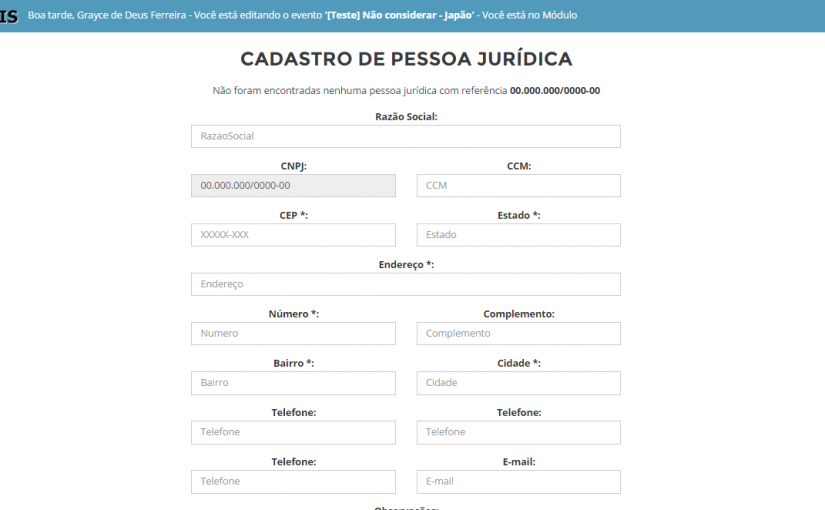 IS Boa tarde, Grayce de Deus Ferreira - Você está editando o evento '[Teste] Não considerar - Japão' - Você está no Módulo
CADASTRO DE PESSOA JURÍDICA
Não foram encontradas nenhuma pessoa jurídica com referência 00.000.000/0000-00
Razão Social:
RazaoSocial
CNPJ: CCM:
00.000.000/0000-00 CCM
CEP *: Estado *:
XXXXX-XXX Estado
Endereço *:
Endereço
Número *: Complemento:
Numero Complemento
Bairro *: Cidade *:
Bairro Cidade
Telefone: Telefone:
Telefone Telefone
Telefone: E-mail:
Telefone E-mail
Observações: